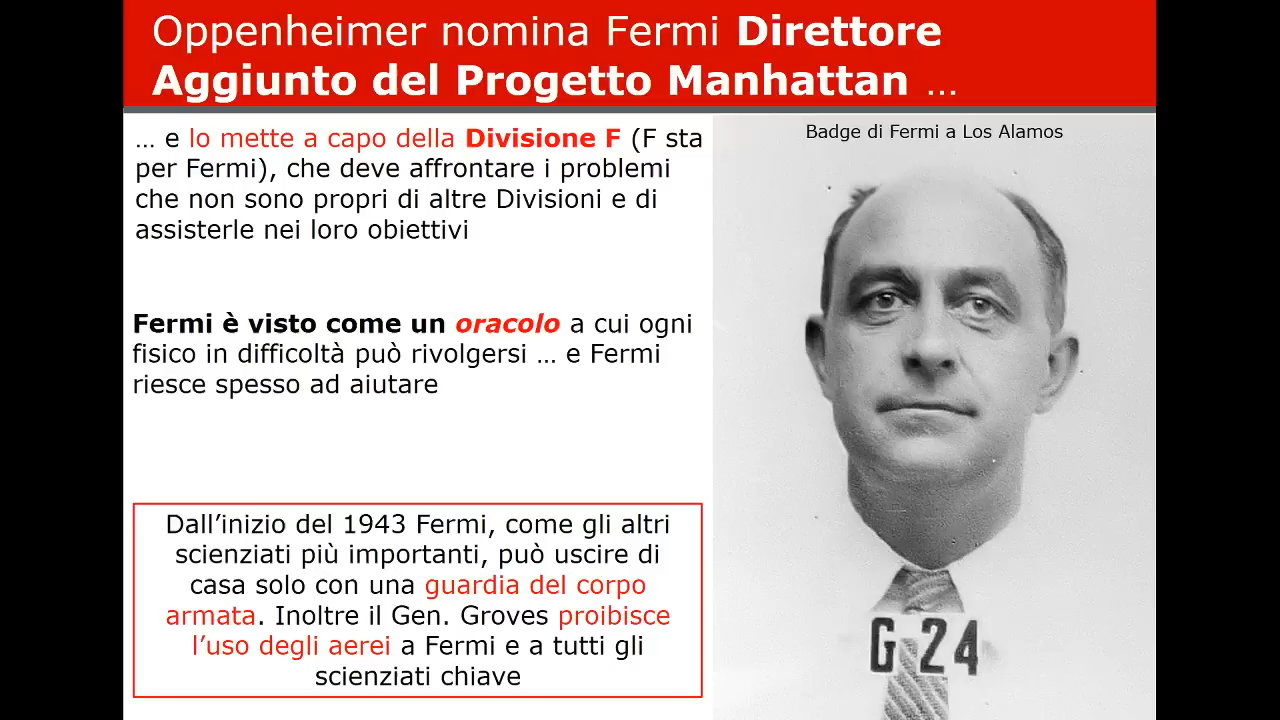 Oppenheimer nomina Fermi Direttore
Aggiunto del Progetto Manhattan ...
... e lo mette a capo della Divisione F (F sta
per Fermi), che deve affrontare i problemi
che non sono propri di altre Divisioni e di
assisterle nei loro obiettivi
Fermi è visto come un oracolo a cui ogni
fisico in difficoltà può rivolgersi ... e Fermi
riesce spesso ad aiutare
Dall’inizio del 1943 Fermi, come gli altri
scienziati più importanti, può uscire di
casa solo con una guardia del corpo
armata. Inoltre il Gen. Groves proibisce
l’uso degli aerei a Fermi e a tutti gli
scienziati chiave
Badge di Fermi a Los Alamos
G 24